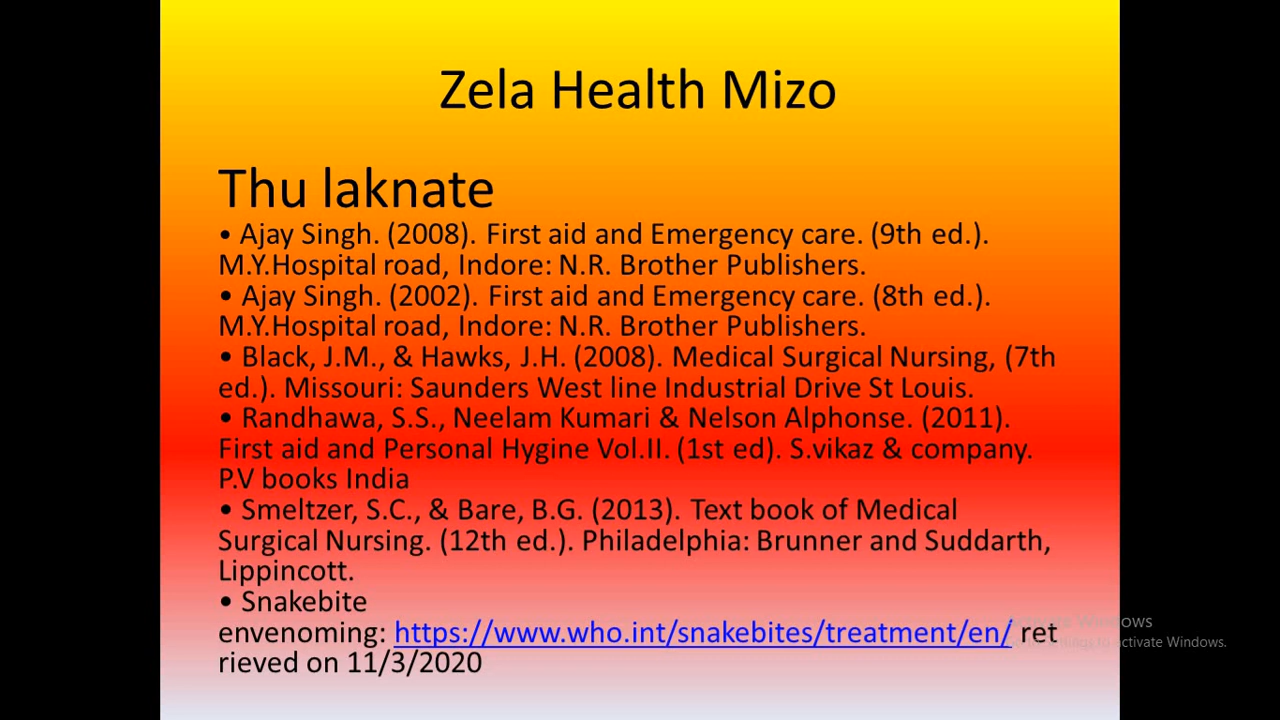 Zela Health Mizo
Thu laknate
• Ajay Singh. (2008). First aid and Emergency care. (9th ed.).
M.Y.Hospital road, Indore: N.R. Brother Publishers.
• Ajay Singh. (2002). First aid and Emergency care. (8th ed.).
M.Y.Hospital road, Indore: N.R. Brother Publishers.
• Black, J.M., & Hawks, J.H. (2008). Medical Surgical Nursing, (7th
ed.). Missouri: Saunders West line Industrial Drive St Louis.
• Randhawa, S.S., Neelam Kumari & Nelson Alphonse. (2011).
First aid and Personal Hygine Vol.II. (1st ed). S.vikaz & company.
P.V books India
• Smeltzer, S.C., & Bare, B.G. (2013). Text book of Medical
Surgical Nursing. (12th ed.). Philadelphia: Brunner and Suddarth,
Lippincott.
• Snakebite
envenoming: https://www.who.int/snakebites/treatment/en/ ret
rieved on 11/3/2020
Activate Windows
to activate Windows.